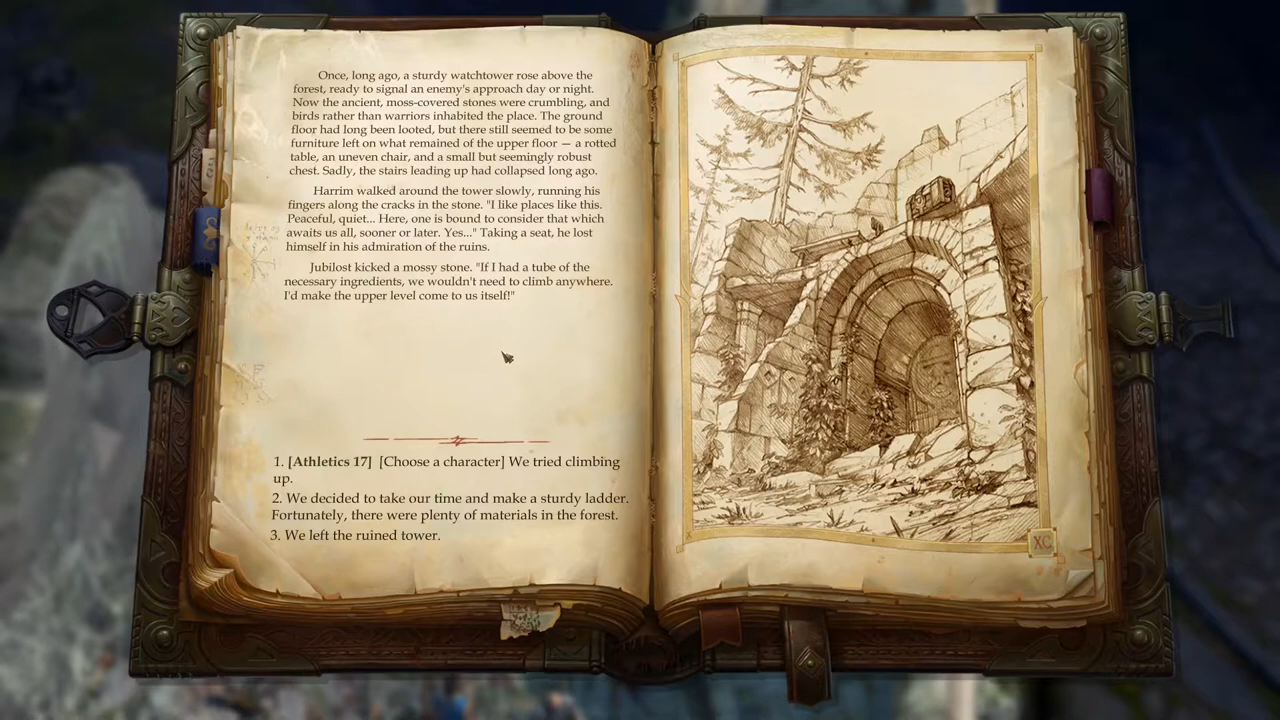 Once, long ago, a sturdy watchtower rose above the
forest, ready to signal an enemy's approach day or night.
Now the ancient, moss-covered stones were crumbling, and
birds rather than warriors inhabited the place. The ground
floor had long been looted, but there still seemed to be some
furniture left on what remained of the upper floor — a rotted
table, an uneven chair, and a small but seemingly robust
chest. Sadly, the stairs leading up had collapsed long ago.
Harrim walked around the tower slowly, running his
fingers along the cracks in the stone. "I like places like this.
Peaceful, quiet... Here, one is bound to consider that which
awaits us all, sooner or later. Yes..." Taking a seat, he lost
himself in his admiration of the ruins.
Jubilost kicked a mossy stone. "If I had a tube of the
necessary ingredients, we wouldn't need to climb anywhere.
I'd make the upper level come to us itself!"
1. [Athletics 17] [Choose a character] We tried climbing
up.
2. We decided to take our time and make a sturdy ladder.
Fortunately, there were plenty of materials in the forest.
3. We left the ruined tower.
XC